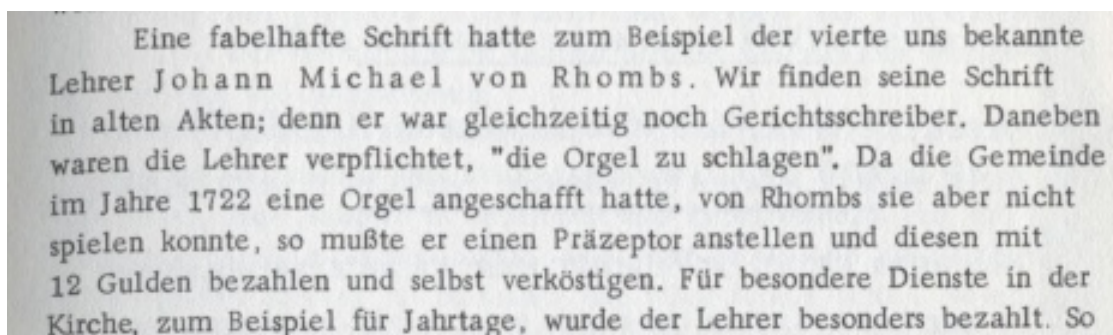 Eine fabelhafte Schrift hatte zum Beispiel der vierte uns bekannte
Lehrer Johann Michael von Rhombs. Wir finden seine Schrift
in alten Akten; denn er war gleichzeitig noch Gerichtsschreiber. Daneben
waren die Lehrer verpflichtet, "die Orgel zu schlagen". Da die Gemeinde
im Jahre 1722 eine Orgel angeschafft hatte, von Rhombs sie aber nicht
spielen konnte, so mußte er einen Präzeptor anstellen und diesen mit
12 Gulden bezahlen und selbst verköstigen. Für besondere Dienste in der
Kirche, zum Beispiel für Jahrtage, wurde der Lehrer besonders bezahlt. So